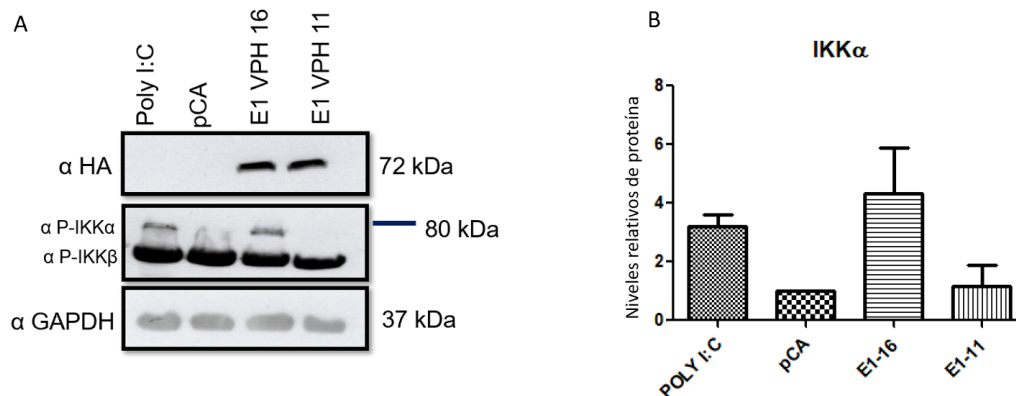 A
Poly I:C
pCA
E1 VPH 16
E1 VPH 11
α HA
72 kDa
α P-IKKα
80 kDa
α P-IKKβ
α GAPDH
37 kDa
B
IKKα
Niveles relativos de proteína
8
6
4
2
0
POLY I:C
pCA
E1-16
E1-11